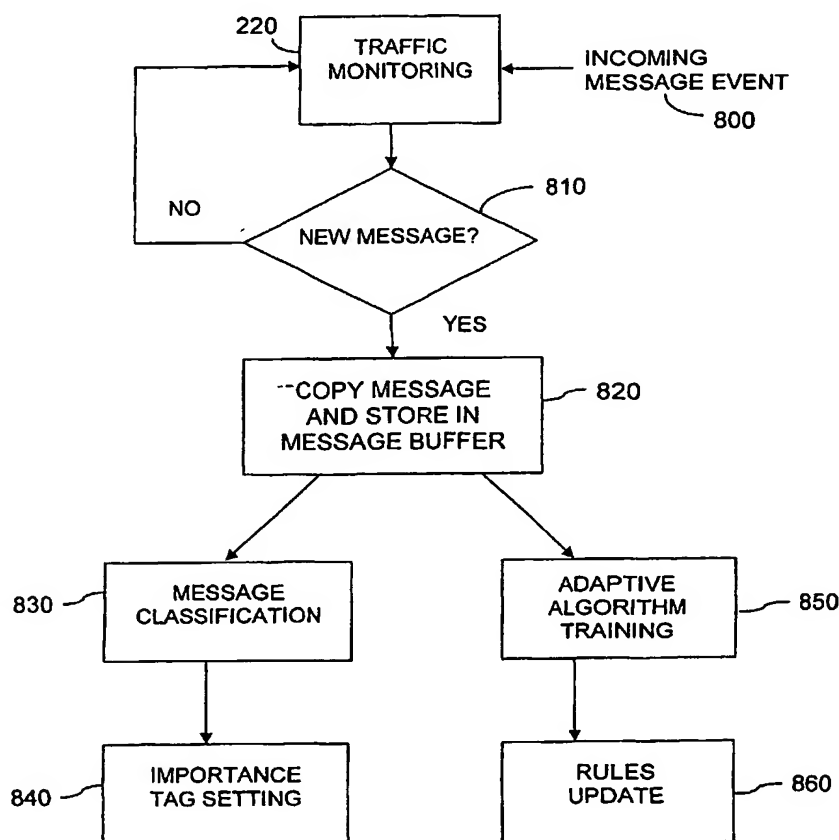 220
TRAFFIC
MONITORING
INCOMING
MESSAGE EVENT
800
810
NO
NEW MESSAGE?
YES
COPY MESSAGE
AND STORE IN
MESSAGE BUFFER
820
830
MESSAGE
CLASSIFICATION
ADAPTIVE
ALGORITHM
TRAINING
850
840
IMPORTANCE
TAG SETTING
RULES
UPDATE
860